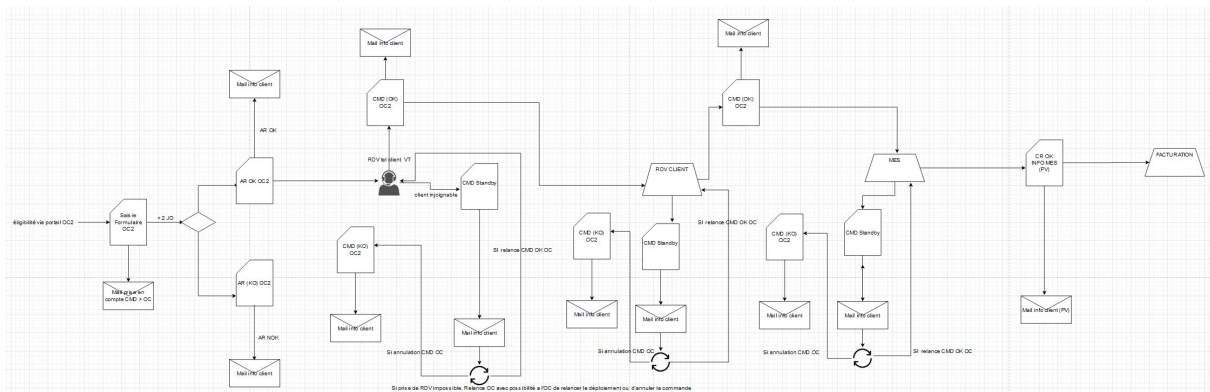 Mail info client
Mail info client
Mail info client
AR OK
CMD (OK)
OC2
CMD (OK)
OC2
RDV tel client VT
AR OK OC2
client injoignable
CMD Standby
RDV CLIENT
MES
CR OK
INFO MES
(PV)
FACTURATION
éligibilité via portail OC2
Saisie
Formulaire
OC2
+ 2 JO
CMD (KO)
OC2
SI relance CMD OK OC
CMD (KO)
OC2
CMD Standby
SI relance CMD OK OC
CMD (KO)
OC2
CMD Standby
AR (KO) OC2
Mail prise en
compte CMD > OC
AR NOK
Mail info client
Mail info client
Mail info client
Mail info client
Mail info client
Mail info client
Mail info client
Mail info client (PV)
Si annulation CMD OC
Si annulation CMD OC
Si annulation CMD OC
SI relance CMD OK OC
Si prise de RDV impossible, Relance OC avec possibilité a l'OC de relancer le déploiement ou d'annuler la commande